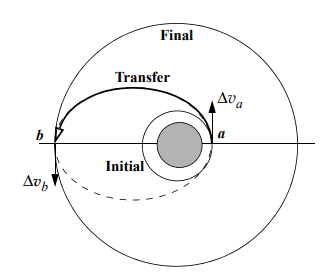 Final
Transfer
Δv_a
b
a
Initial
Δv_b